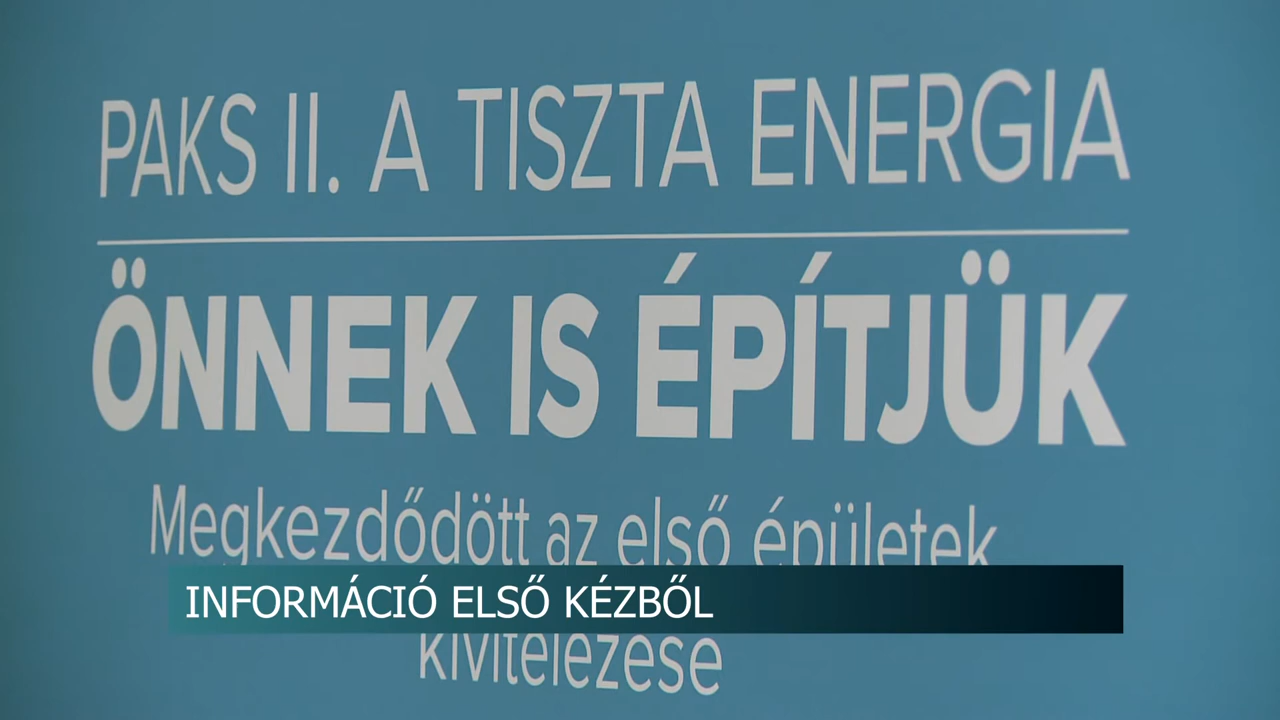 PAKS II. A TISZTA ENERGIA
ÖNNEK IS ÉPÍTJÜK
Megkezdődött az első épületek
INFORMÁCIÓ ELSŐ KÉZBŐL
kivitelezése